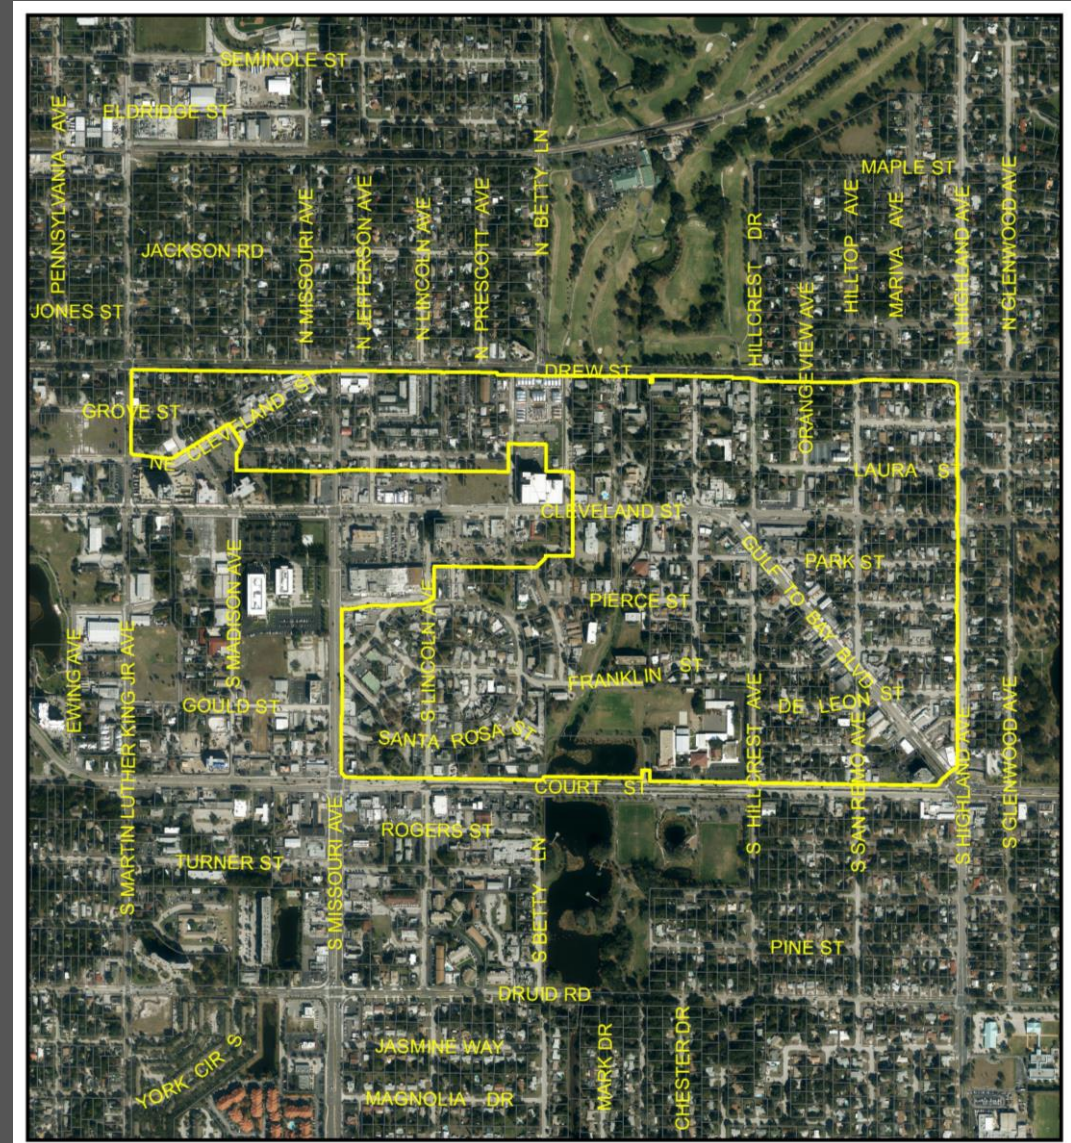 SEMINOLE ST
ELDRIDGE ST
PENNSYLVANIA AVE
N BETTY LN
MAPLE ST
JACKSON RD
N MISSOURI AVE
N JEFFERSON AVE
N LINCOLN AVE
N PRESCOTT AVE
HILLCREST DR
HILLTOP AVE
MARIVA AVE
N HIGHLAND AVE
N GLENWOOD AVE
JONES ST
ORANGEVIEW AVE
DREW ST
GROVE ST
NE CLEVELAND ST
LAURA ST
CLEVELAND ST
GULF TO BAY BLVD
PARK ST
S MADISON AVE
PIERCE ST
EWING AVE
S MARTIN LUTHER KING JR AVE
S LINCOLN AVE
FRANKLIN ST
GOULD ST
DE LEON ST
SANTA ROSA ST
S HILLCREST AVE
S SAN REMO AVE
S HIGHLAND AVE
S GLENWOOD AVE
COURT ST
ROGERS ST
TURNER ST
S MISSOURI AVE
S BETTY LN
PINE ST
DRUID RD
YORK CIR S
JASMINE WAY
MAGNOLIA DR
MARK DR
CHESTER DR